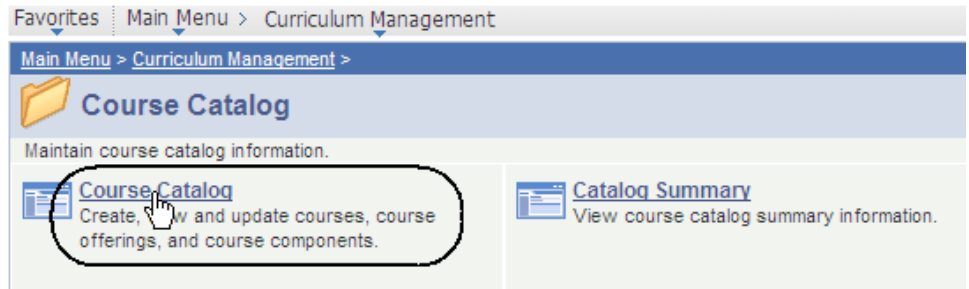 Favorites Main Menu > Curriculum Management
Main Menu > Curriculum Management >
Course Catalog
Maintain course catalog information.
Course Catalog
Create, and update courses, course
offerings, and course components.
Catalog Summary
View course catalog summary information.